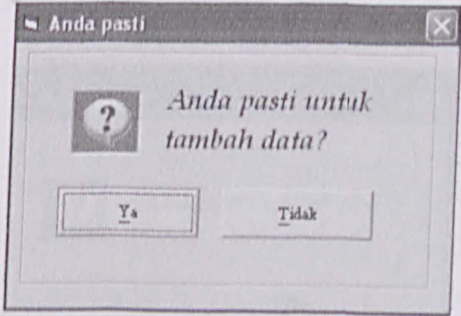 Anda pasti
Anda pasti untuk
tambah data?
Ya
Tidak